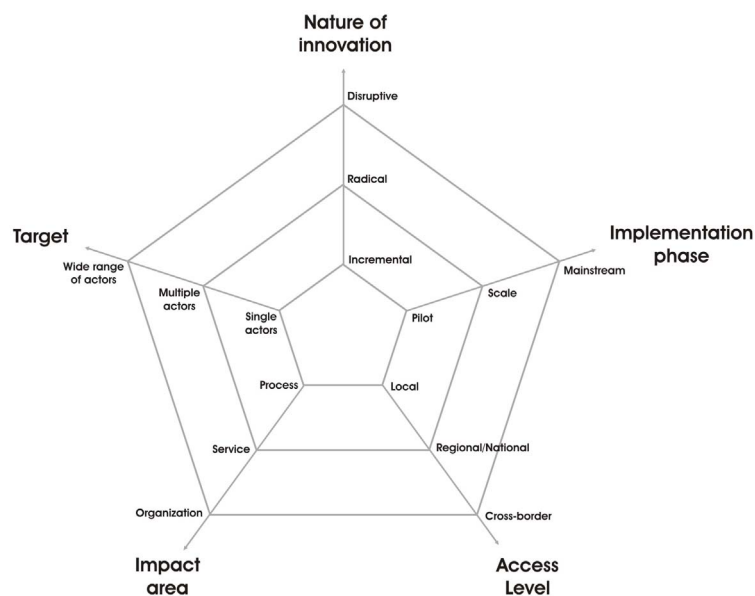 Nature of
innovation
Disruptive
Radical
Target
Implementation
phase
Incremental
Wide range
of actors
Mainstream
Multiple
actors
Scale
Single
actors
Pilot
Process
Local
Service
Regional/National
Organization
Cross-border
Impact
area
Access
Level